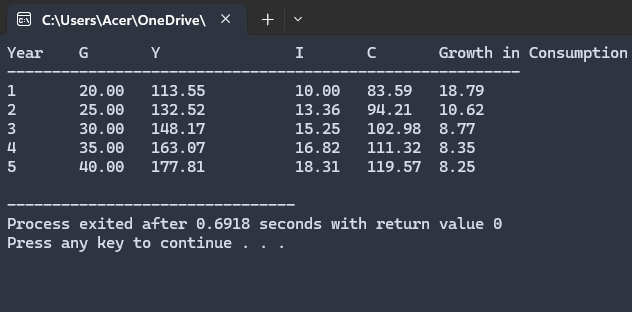 C:\Users\Acer\OneDrive\
Year G Y I C Growth in Consumption
---------------------------------------------------------
1 20.00 113.55 10.00 83.59 18.79
2 25.00 132.52 13.36 94.21 10.62
3 30.00 148.17 15.25 102.98 8.77
4 35.00 163.07 16.82 111.32 8.35
5 40.00 177.81 18.31 119.57 8.25
--------------------------------
Process exited after 0.6918 seconds with return value 0
Press any key to continue . . .